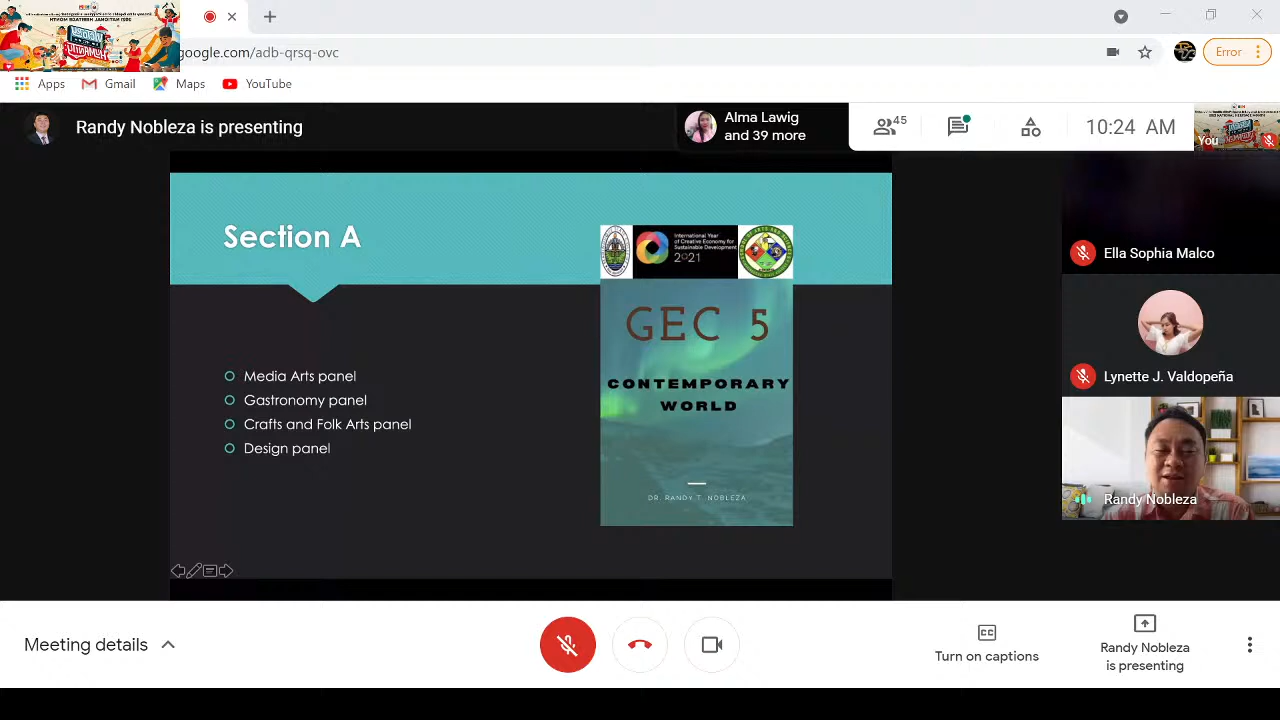 google.com/adb-qrsq-ovc
Error
Apps
Gmail
Maps
YouTube
Randy Nobleza is presenting
Alma Lawig
and 39 more
45
10:24 AM
You
Section A
International Year
of Creative Economy for
Sustainable Development
2021
GEC 5
CONTEMPORARY
WORLD
DR. RANDY T. NOBLEZA
Media Arts panel
Gastronomy panel
Crafts and Folk Arts panel
Design panel
Ella Sophia Malco
Lynette J. Valdopeña
Randy Nobleza
Meeting details
Turn on captions
Randy Nobleza
is presenting